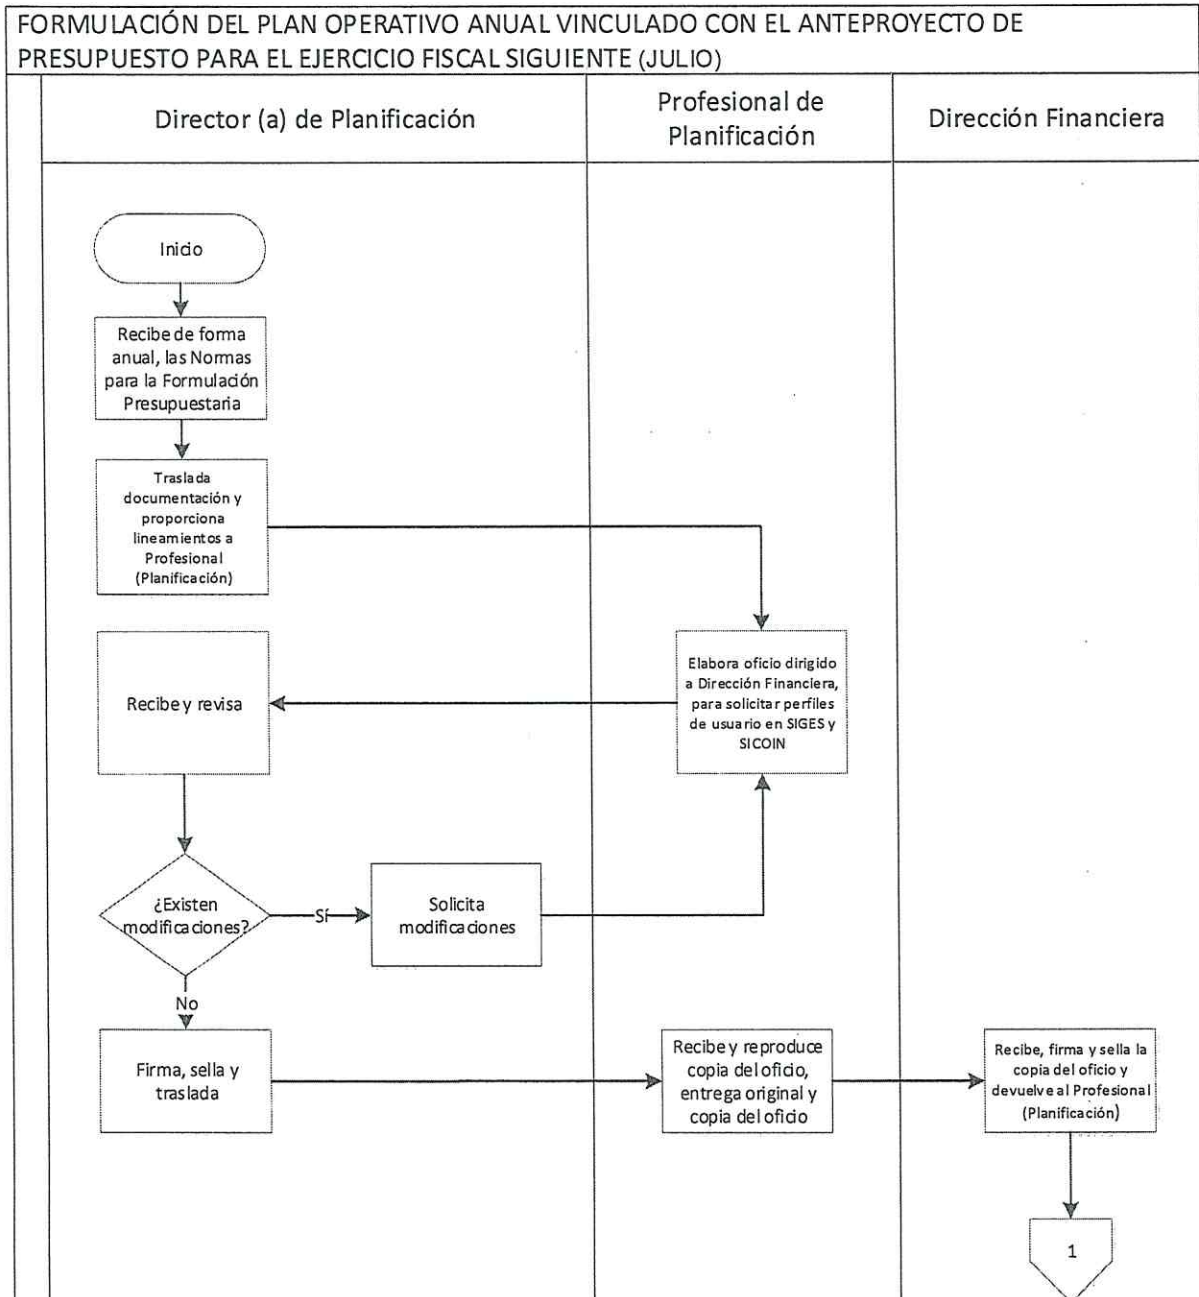 FORMULACIÓN DEL PLAN OPERATIVO ANUAL VINCULADO CON EL ANTEPROYECTO DE
PRESUPUESTO PARA EL EJERCICIO FISCAL SIGUIENTE (JULIO)
Director (a) de Planificación
Profesional de
Planificación
Dirección Financiera
Inicio
Recibe de forma
anual, las Normas
para la Formulación
Presupuestaria
Traslada
documentación y
proporciona
lineamientos a
Profesional
(Planificación)
Elabora oficio dirigido
a Dirección Financiera,
para solicitar perfiles
de usuario en SIGES y
SICOIN
Recibe y revisa
¿Existen
modificaciones?
Sí
Solicita
modificaciones
No
Firma, sella y
traslada
Recibe y reproduce
copia del oficio,
entrega original y
copia del oficio
Recibe, firma y sella la
copia del oficio y
devuelve al Profesional
(Planificación)
1